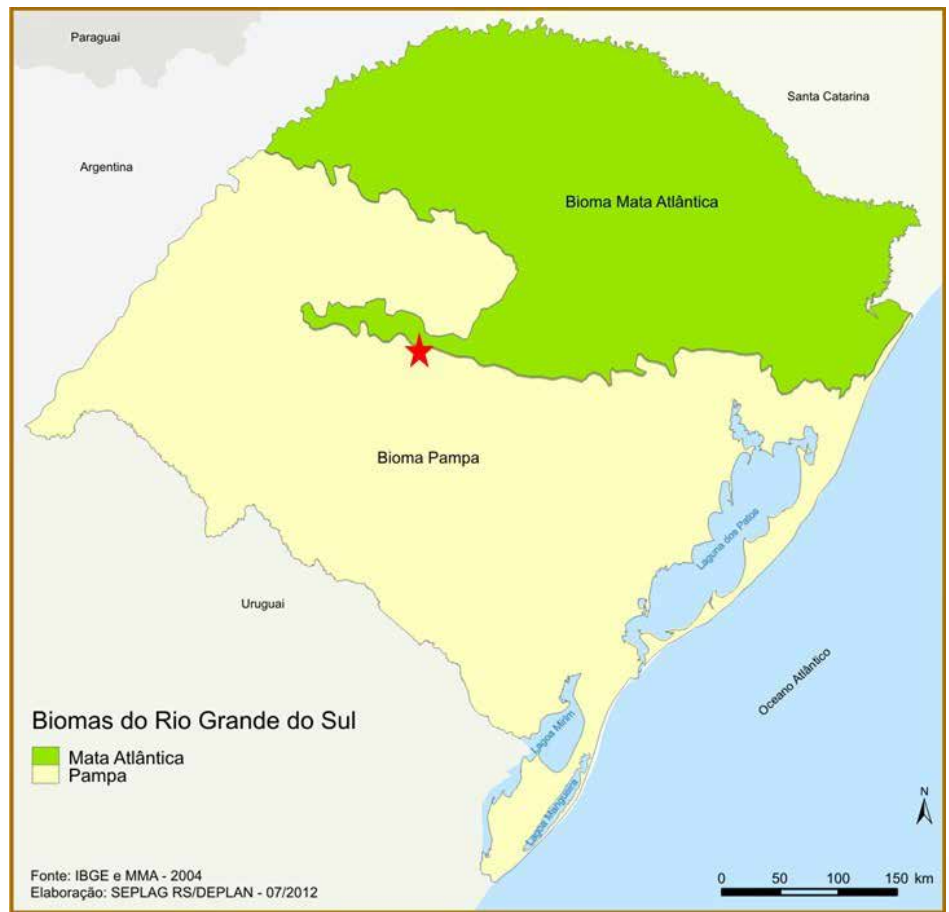 Paraguai
Santa Catarina
Argentina
Bioma Mata Atlântica
Bioma Pampa
Laguna dos Patos
Uruguai
Oceano Atlântico
Biomas do Rio Grande do Sul
Lagoa Mirim
Mata Atlântica
Pampa
Lagoa Mangueira
N
Fonte: IBGE e MMA - 2004
Elaboração: SEPLAG RS/DEPLAN - 07/2012
0 50 100 150 km